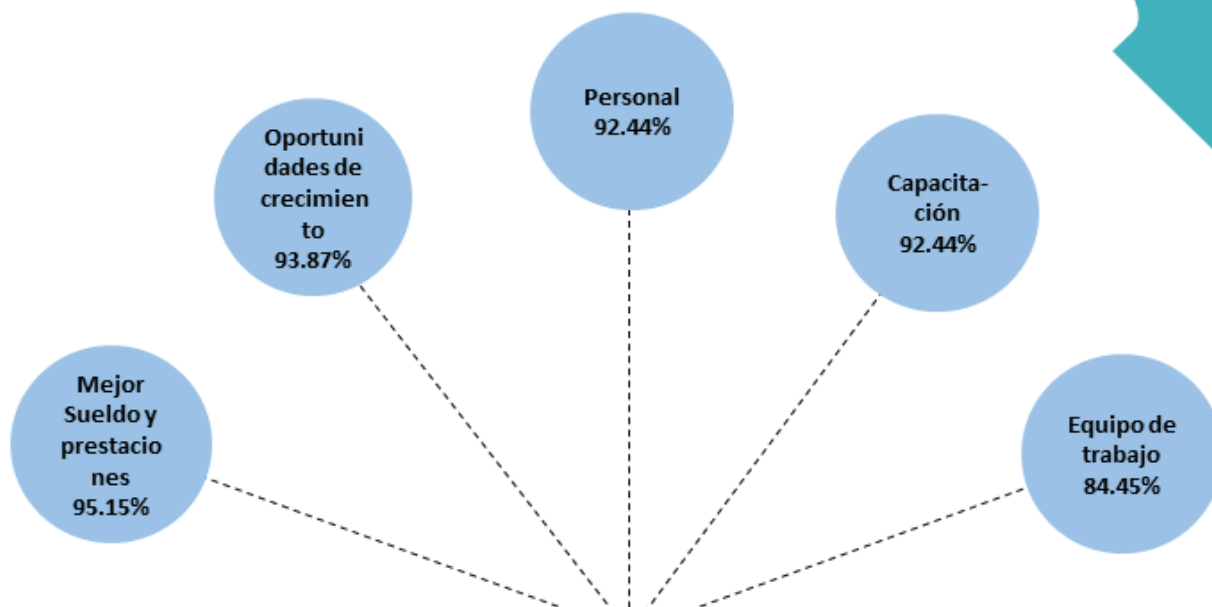 Personal
92.44%
Oportuni
dades de
crecimien
to
93.87%
Capacita-
ción
92.44%
Mejor
Sueldo y
prestacio
nes
95.15%
Equipo de
trabajo
84.45%